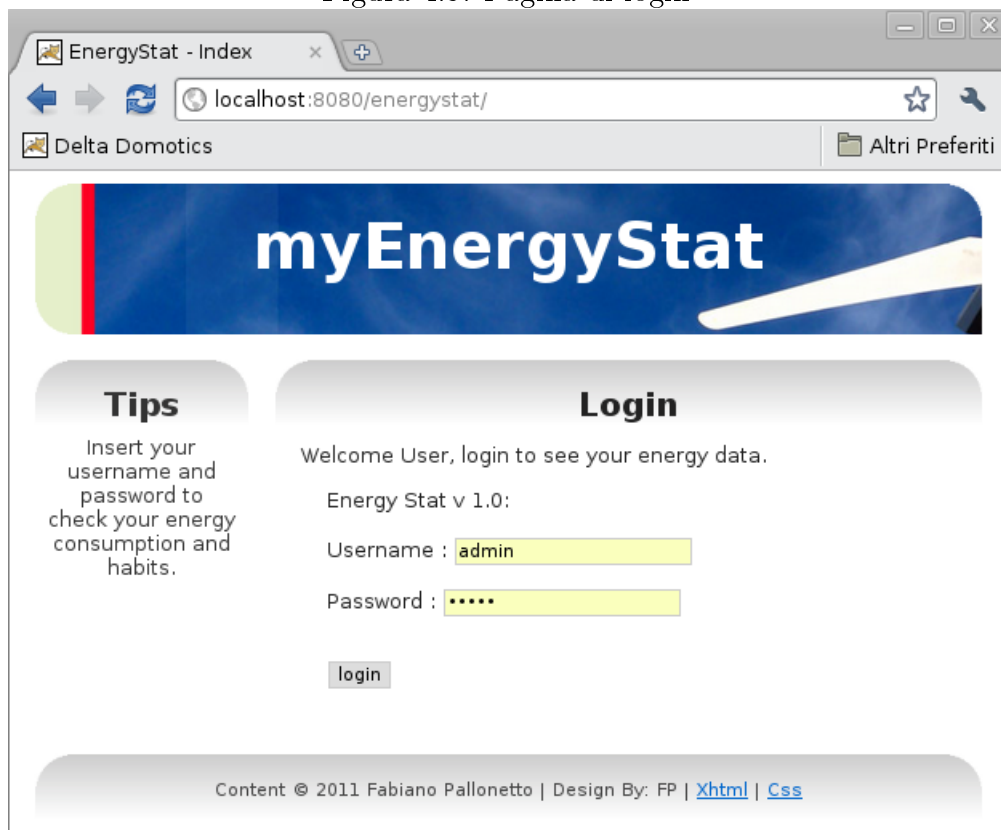 EnergyStat - Index
localhost:8080/energystat/
Delta Domotics
Altri Preferiti
myEnergyStat
Tips
Insert your
username and
password to
check your energy
consumption and
habits.
Login
Welcome User, login to see your energy data.
Energy Stat v 1.0:
Username : admin
Password : •••••
login
Content © 2011 Fabiano Pallonetto | Design By: FP | Xhtml | Css